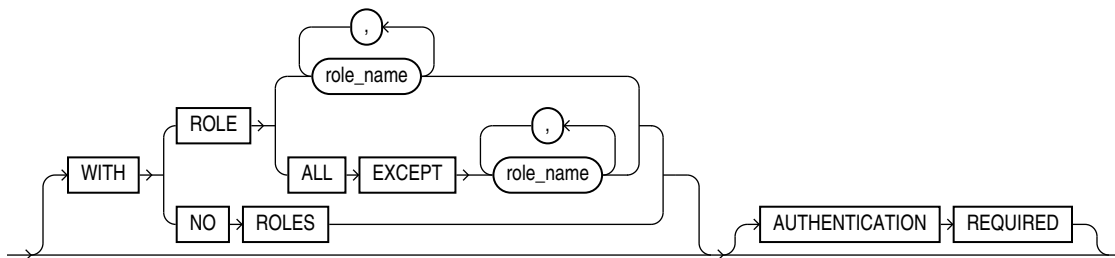 ,
role_name
ROLE
,
WITH
ALL EXCEPT role_name
NO ROLES
AUTHENTICATION REQUIRED